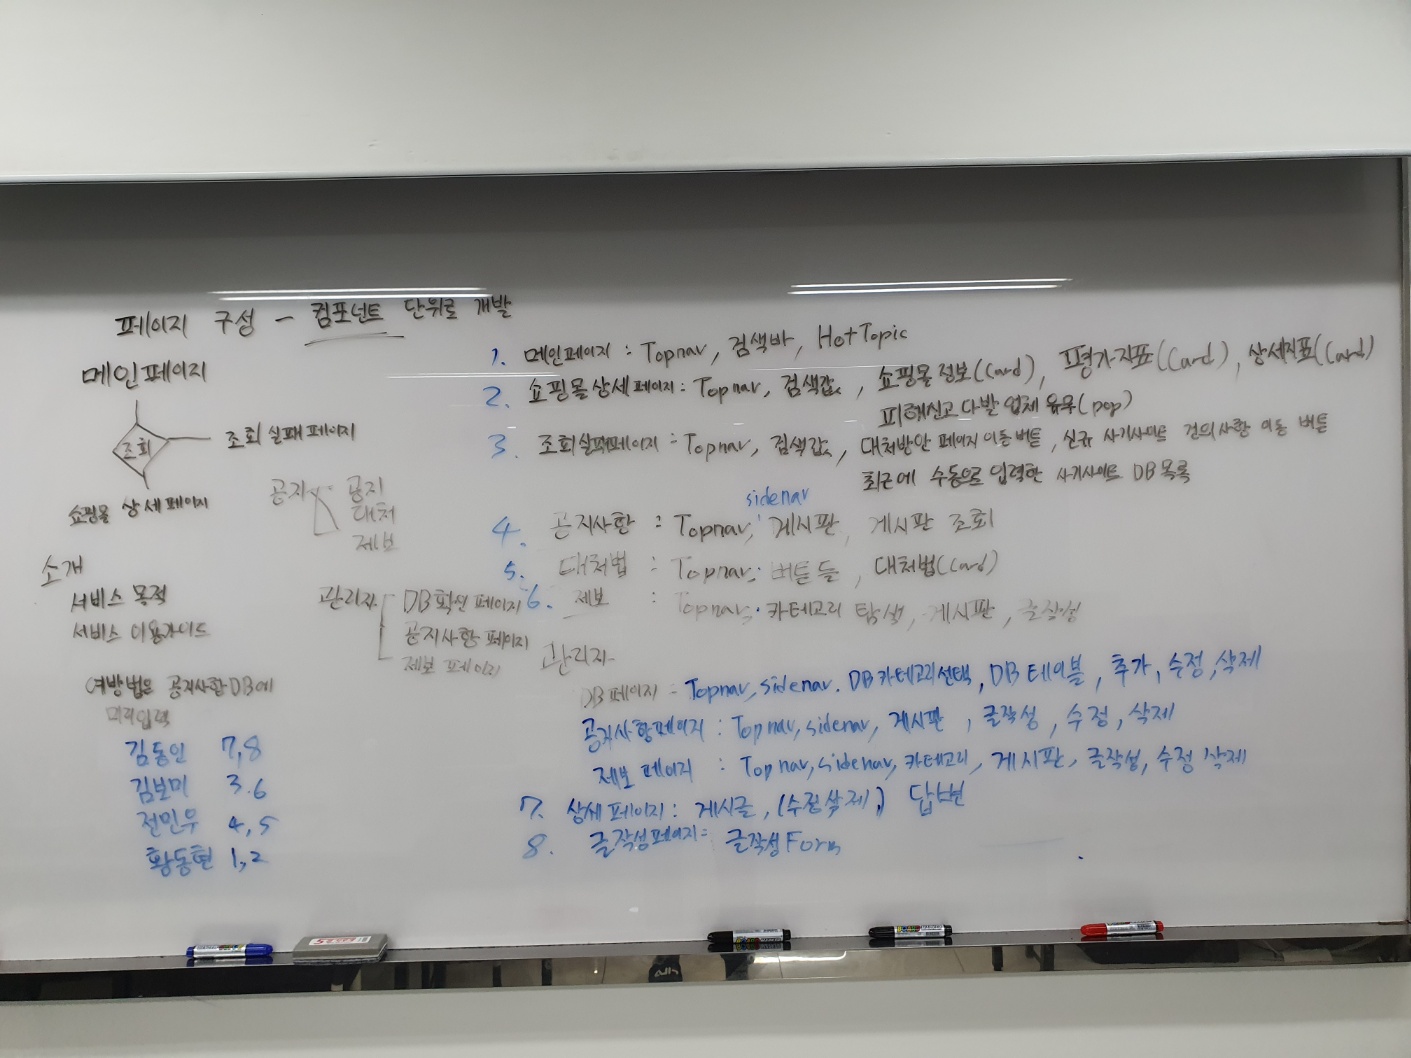 페이지 구성 - 컴포넌트 단위로 개발
메인페이지
조회
조회 실패 페이지
쇼핑몰 상세페이지
공지
공지
대처
제보
소개
서비스 목적
서비스 이용가이드
관리자
DB확인 페이지
공지사항 페이지
제보 페이지
예방법은 공지사항DB에
미리입력
김동인 7,8
김보미 3.6
전민우 4,5
황동현 1,2
1. 메인페이지 : Topnav, 검색바, HotTopic
2. 쇼핑몰 상세페이지 : Topnav, 검색값, 쇼핑몰 정보(Card), 평가지표(Card), 상세지표(Card)
피해신고 다발 업체 유무(pop)
3. 조회실패페이지 : Topnav, 검색값, 대처방안 페이지 이동 버튼, 신규 사기사이트 건의사항 이동 버튼
최근에 수동으로 입력한 사기사이트 DB 목록
sidenav
4. 공지사항 : Topnav, 게시판, 게시판 조회
5. 대처법 : Topnav, 버튼들, 대처법(Card)
6. 제보 : Topnav, 카테고리 탐색, 게시판, 글작성
관리자
DB페이지 : Topnav, sidenav. DB카테고리선택, DB 테이블, 추가, 수정, 삭제
공지사항페이지 : Topnav, sidenav, 게시판, 글작성, 수정, 삭제
제보 페이지 : Topnav, sidenav, 카테고리, 게시판, 글작성, 수정 삭제
7. 상세페이지 : 게시글, (수정, 삭제), 답변
8. 글작성페이지 : 글작성Form